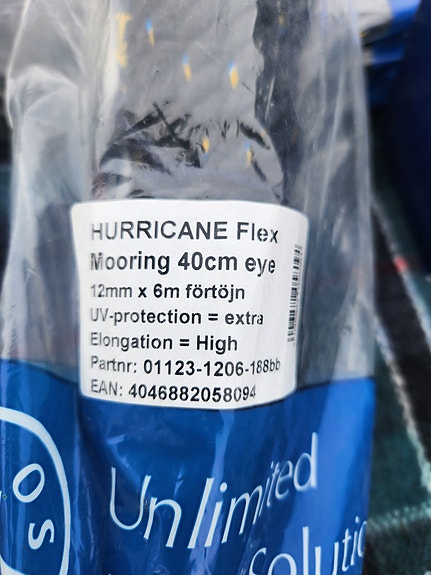 HURRICANE Flex
Mooring 40cm eye
12mm x 6m förtöjn
UV-protection = extra
Elongation = High
Partnr: 01123-1206-188bb
EAN: 4046882058094
Unlimited
OS